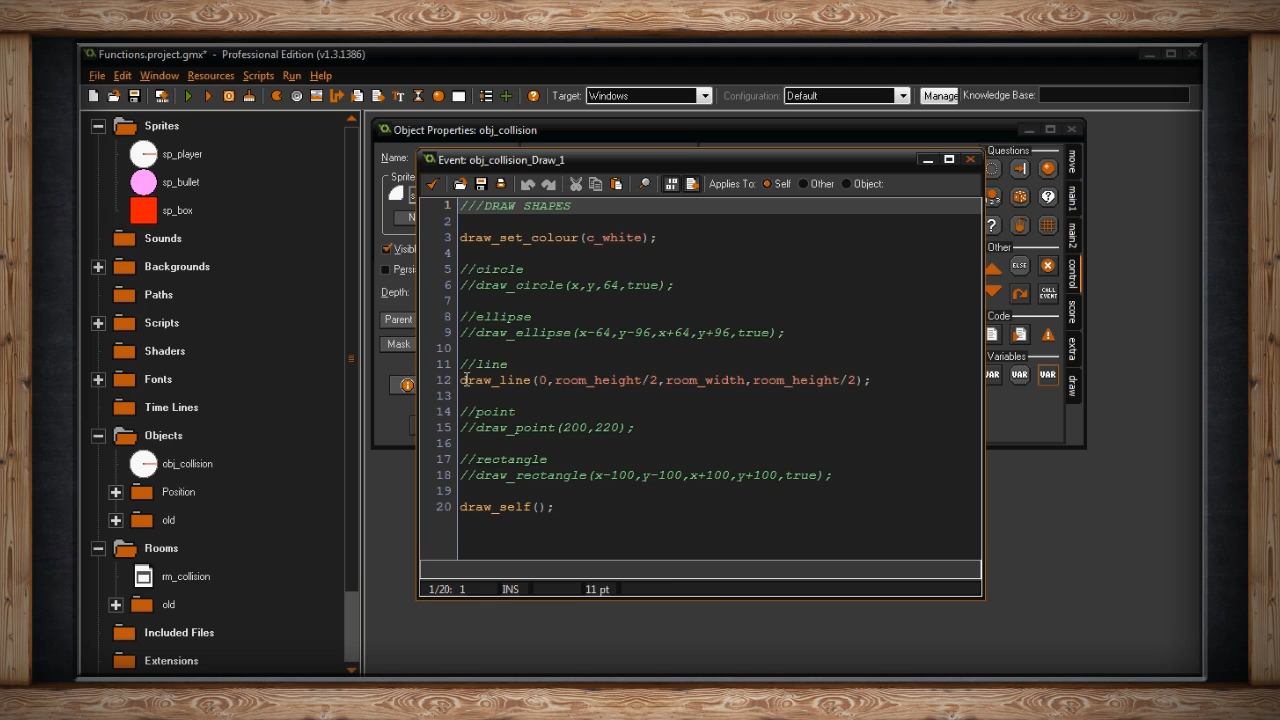 Functions.project.gmx* - Professional Edition (v1.3.1386)
File Edit Window Resources Scripts Run Help
Target: Windows Configuration: Default Manage Knowledge Base:
Sprites
sp_player
sp_bullet
sp_box
Sounds
Backgrounds
Paths
Scripts
Shaders
Fonts
Time Lines
Objects
obj_collision
Position
old
Rooms
rm_collision
old
Included Files
Extensions
Object Properties: obj_collision
Name:
Sprite
Visibl
Persi
Depth:
Parent
Mask
Event: obj_collision_Draw_1
Applies To: Self Other Object:
1 ///DRAW SHAPES
2
3 draw_set_colour(c_white);
4
5 //circle
6 //draw_circle(x,y,64,true);
7
8 //ellipse
9 //draw_ellipse(x-64,y-96,x+64,y+96,true);
10
11 //line
12 draw_line(0,room_height/2,room_width,room_height/2);
13
14 //point
15 //draw_point(200,220);
16
17 //rectangle
18 //draw_rectangle(x-100,y-100,x+100,y+100,true);
19
20 draw_self();
1/20: 1 INS 11 pt
Questions
Other
ELSE
CALL EVENT
Code
Variables
VAR VAR VAR
move
main1
main2
control
score
extra
draw